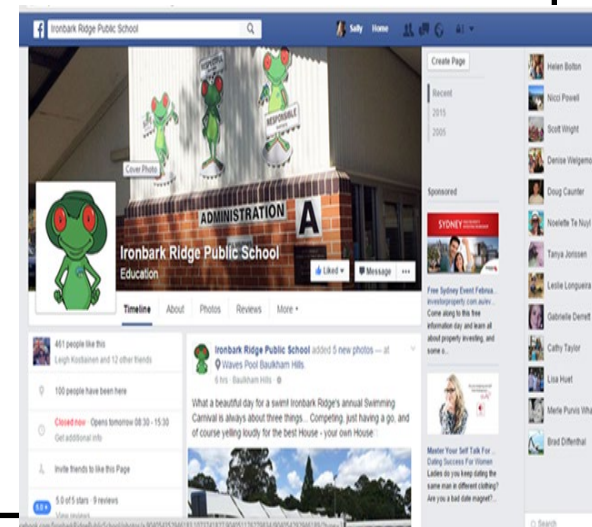 Ironbark Ridge Public School
Sally Home
RESPECTFUL
RESPONSIBLE
Cover Photo
ADMINISTRATION A
Ironbark Ridge Public School
Education
Liked Message
Timeline About Photos Reviews More
461 people like this
Leigh Kostiainen and 12 other friends
100 people have been here
Closed now · Opens tomorrow 08:30 - 15:30
Get additional info
Invite friends to like this Page
5.0 of 5 stars · 9 reviews
View reviews
Ironbark Ridge Public School added 5 new photos — at
Waves Pool Baulkham Hills.
6 hrs · Baulkham Hills
What a beautiful day for a swim! Ironbark Ridge's annual Swimming
Carnival is always about three things... Competing, just having a go, and
of course yelling loudly for the best House - your own House
Create Page
Recent
2015
2005
Sponsored
SYDNEY
Free Sydney Event Februa...
investorproperty.com.au/ev...
Come along to this free
information day and learn all
about property investing, and
some o...
Master Your Self Talk For ...
Dating Success For Women
Ladies do you keep dating the
same man in different clothing?
Are you a bad date magnet?...
Helen Bolton
Nicci Powell
Scott Wright
Denise Welgemo
Doug Caunter
Noelette Te Nuyl
Tanya Jorissen
Leslie Longueira
Gabrielle Derrett
Cathy Taylor
Lisa Huet
Merle Purvis Wha
Brad Diffenthal
Search